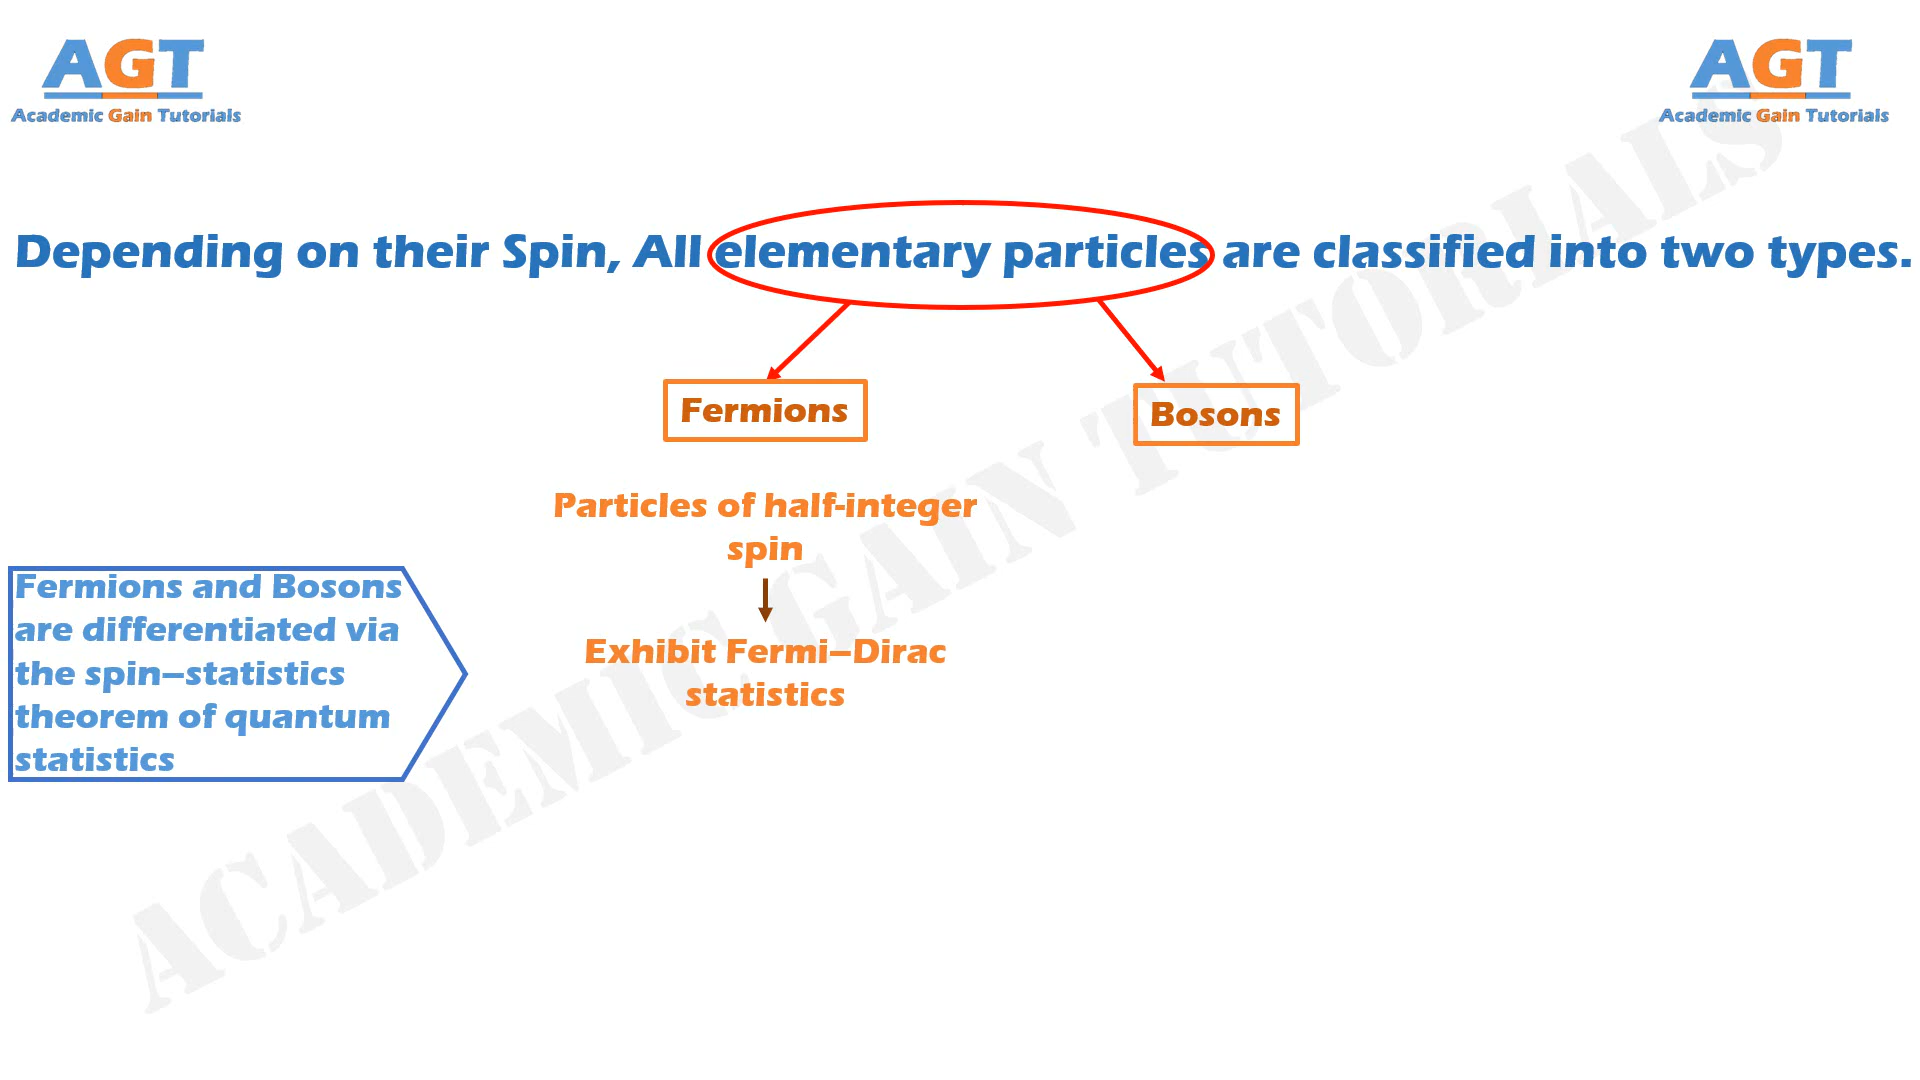 AGT
Academic Gain Tutorials
AGT
Academic Gain Tutorials
Depending on their Spin, All elementary particles are classified into two types.
Fermions
Bosons
Particles of half-integer
spin
Exhibit Fermi–Dirac
statistics
Fermions and Bosons
are differentiated via
the spin–statistics
theorem of quantum
statistics
ACADEMIC GAIN TUTORIALS